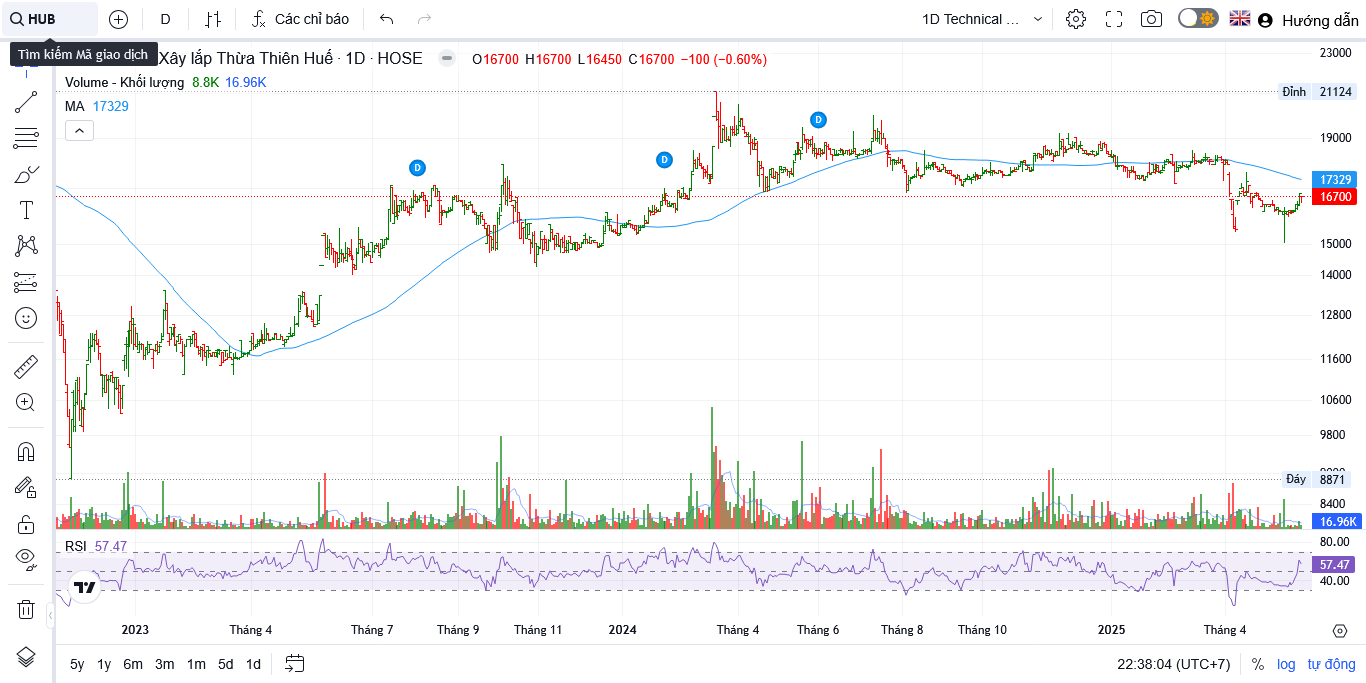 HUB D Các chỉ báo 1D Technical ... Hướng dẫn
Tìm kiếm Mã giao dịch Xây lắp Thừa Thiên Huế · 1D · HOSE O16700 H16700 L16450 C16700 −100 (−0.60%)
Volume - Khối lượng 8.8K 16.96K
MA 17329
23000
Đỉnh 21124
19000
17329
16700
15000
14000
12800
11600
10600
9800
Đáy 8871
8400
16.96K
D
D
D
RSI 57.47
80.00
57.47
40.00
2023 Tháng 4 Tháng 7 Tháng 9 Tháng 11 2024 Tháng 4 Tháng 6 Tháng 8 Tháng 10 2025 Tháng 4
5y 1y 6m 3m 1m 5d 1d 22:38:04 (UTC+7) % log tự động